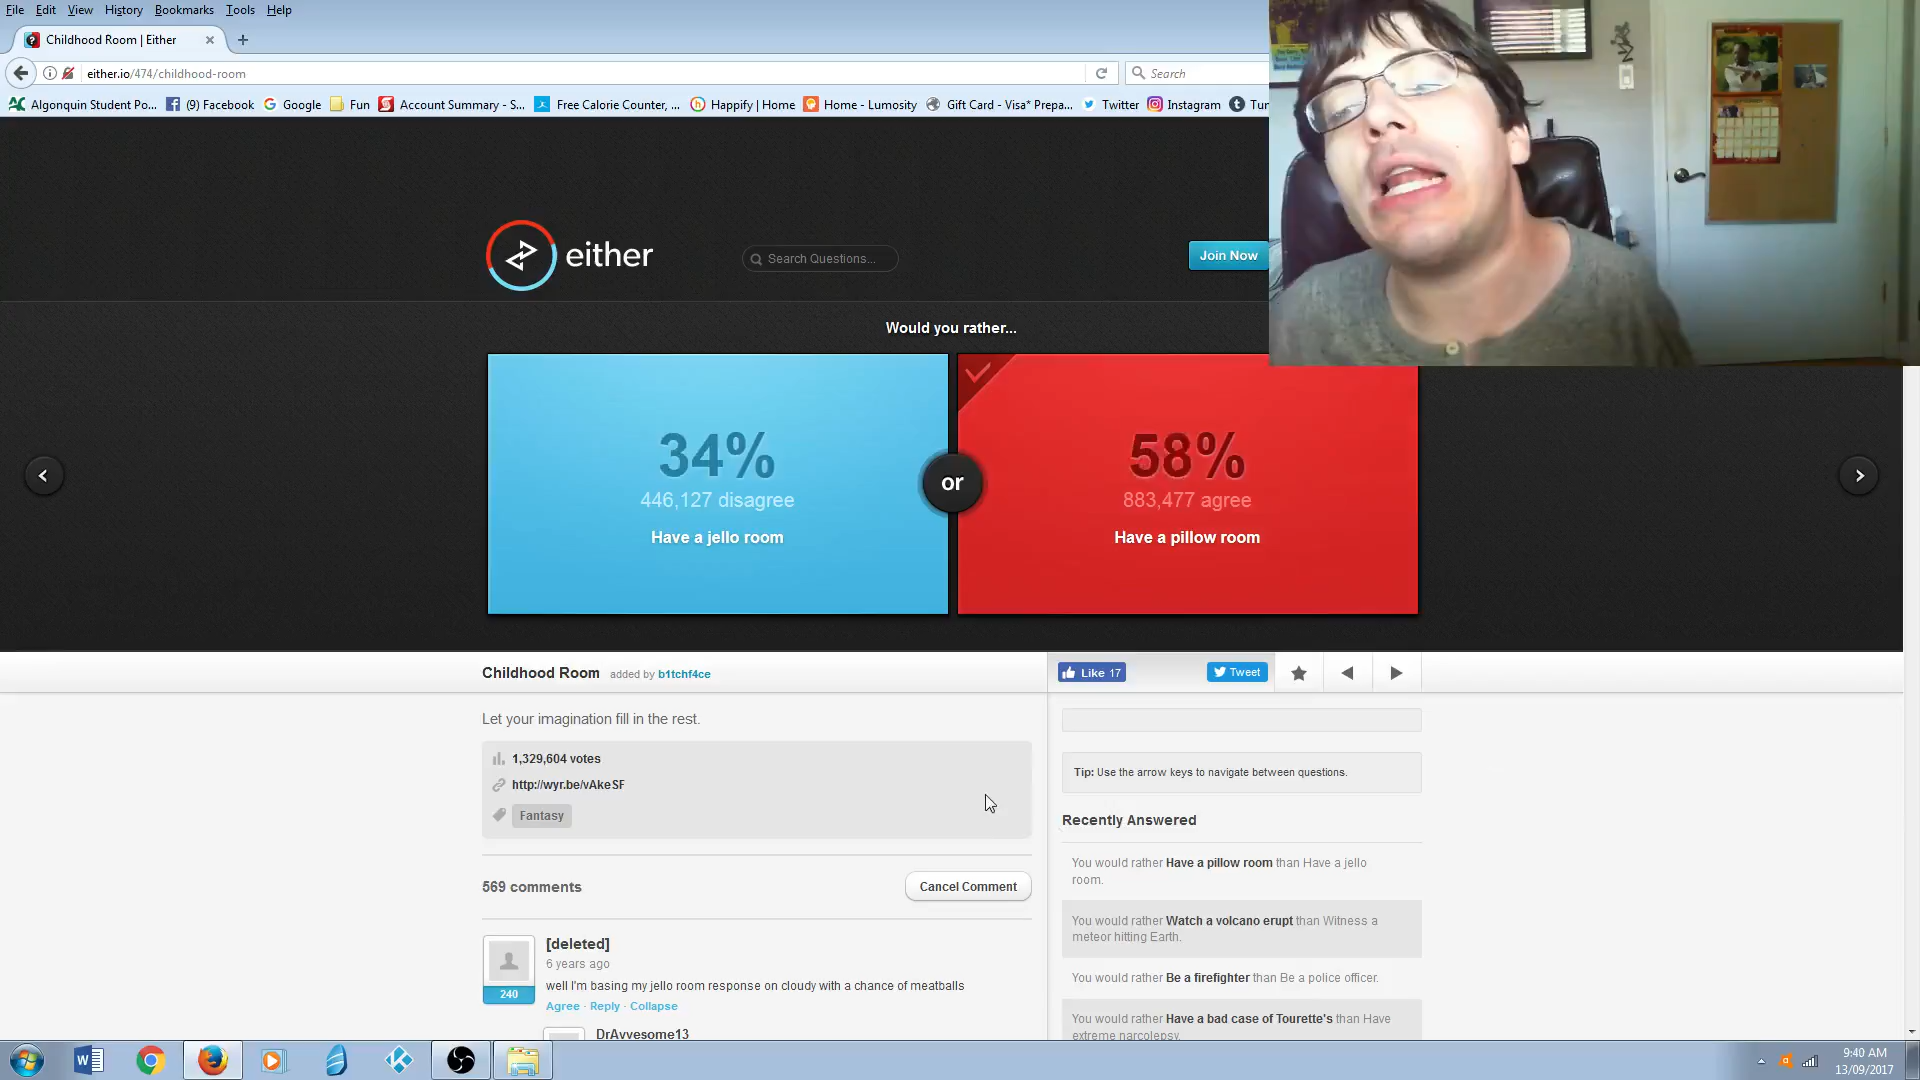 File Edit View History Bookmarks Tools Help
Childhood Room | Either
either.io/474/childhood-room
Search
Algonquin Student Po... (9) Facebook Google Fun Account Summary - S... Free Calorie Counter, ... Happify | Home Home - Lumosity Gift Card - Visa* Prepa... Twitter Instagram
either
Search Questions...
Join Now
Would you rather...
34%
446,127 disagree
Have a jello room
or
58%
883,477 agree
Have a pillow room
Childhood Room added by b1tchf4ce
Like 17
Tweet
Let your imagination fill in the rest.
1,329,604 votes
http://wyr.be/vAkeSF
Fantasy
Tip: Use the arrow keys to navigate between questions.
Recently Answered
You would rather Have a pillow room than Have a jello
room.
You would rather Watch a volcano erupt than Witness a
meteor hitting Earth.
You would rather Be a firefighter than Be a police officer.
You would rather Have a bad case of Tourette's than Have
extreme narcolepsy.
569 comments
Cancel Comment
[deleted]
6 years ago
240
well I'm basing my jello room response on cloudy with a chance of meatballs
Agree · Reply · Collapse
DrAvvesome13
9:40 AM
13/09/2017